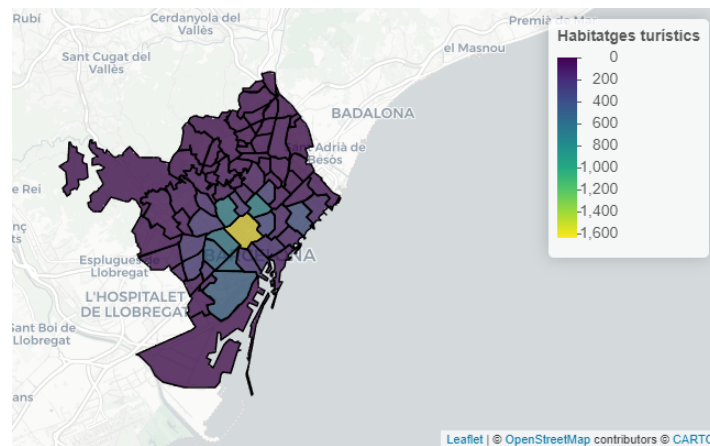 Rubí
Cerdanyola del
Vallès
Premià de Mar
el Masnou
Sant Cugat del
Vallès
BADALONA
Sant Adrià de
Besòs
e Rei
nç
ts
BARCELONA
Esplugues de
Llobregat
L'HOSPITALET
DE LLOBREGAT
Sant Boi de
Llobregat
ans
Habitatges turístics
0
200
400
600
800
1,000
1,200
1,400
1,600
Leaflet | © OpenStreetMap contributors © CARTO